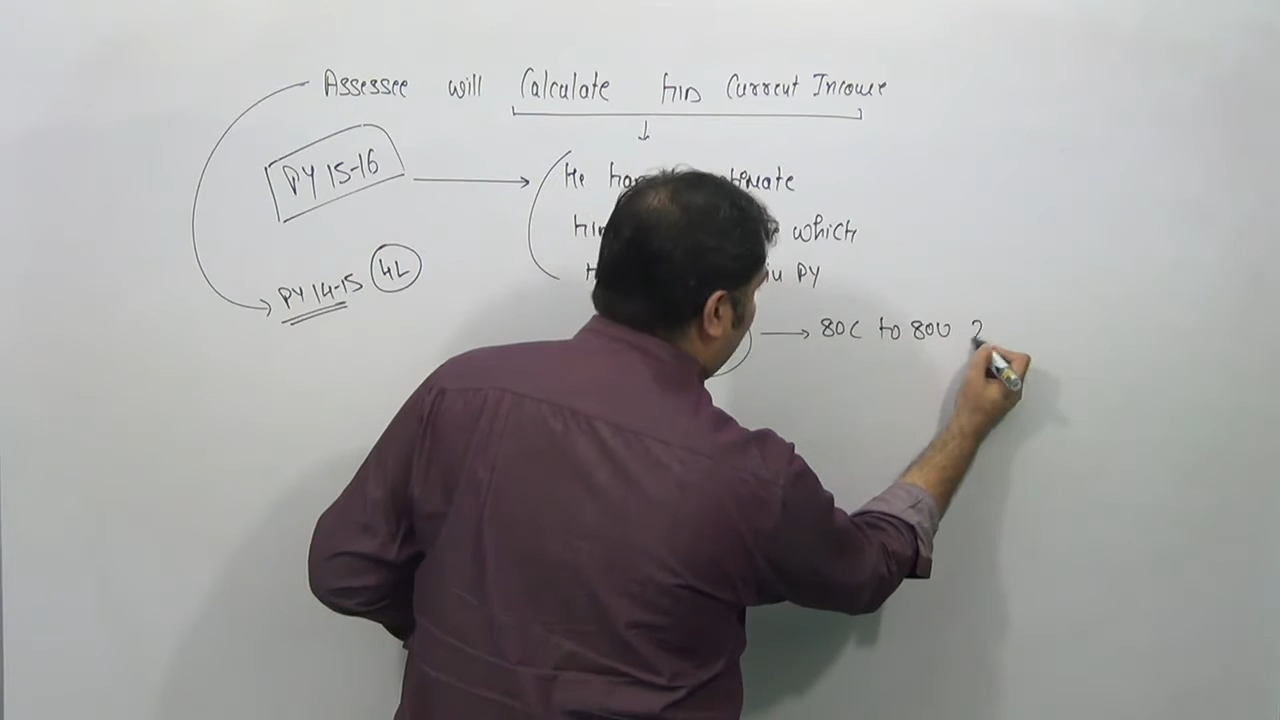 Assessee will Calculate his Current Income
PY 15-16
He
which
PY
PY 14-15 4L
80C to 80U